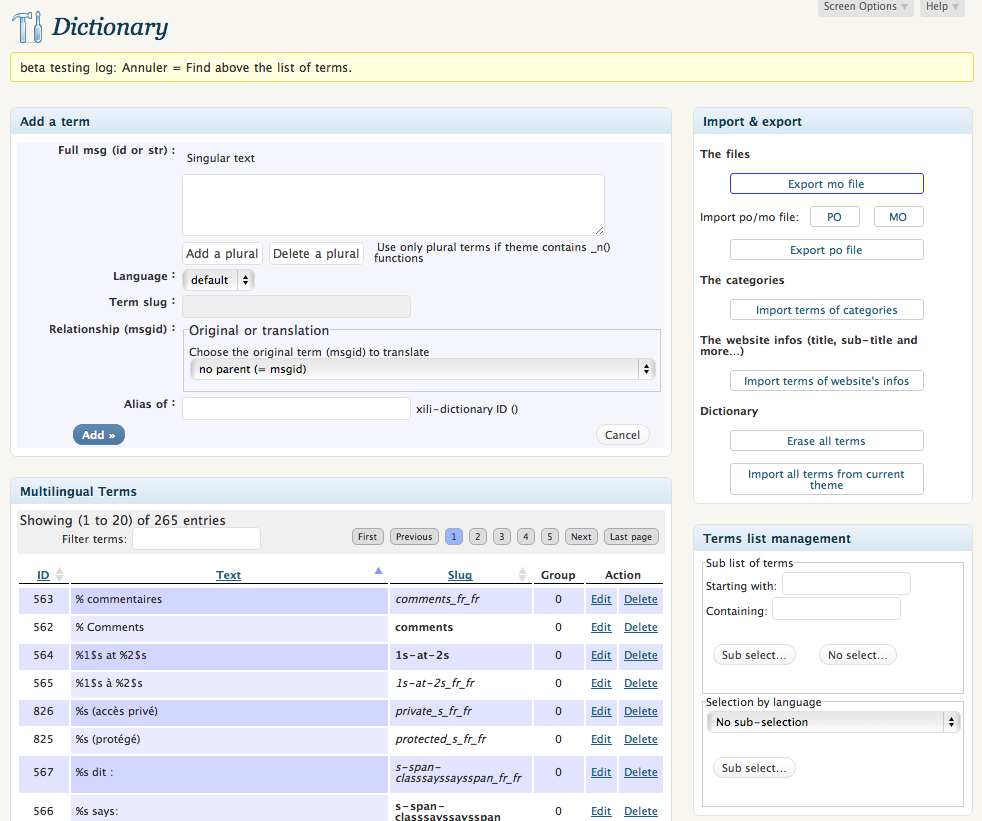 Screen Options
Help
Dictionary
beta testing log: Annuler = Find above the list of terms.
Add a term
Full msg (id or str) :
Singular text
Add a plural
Delete a plural
Use only plural terms if theme contains _n()
functions
Language :
default
Term slug :
Relationship (msgid) :
Original or translation
Choose the original term (msgid) to translate
no parent (= msgid)
Alias of :
xili-dictionary ID ()
Add »
Cancel
Multilingual Terms
Showing (1 to 20) of 265 entries
Filter terms:
First Previous 1 2 3 4 5 Next Last page
ID Text Slug Group Action
563 % commentaires comments_fr_fr 0 Edit Delete
562 % Comments comments 0 Edit Delete
564 %1$s at %2$s 1s-at-2s 0 Edit Delete
565 %1$s à %2$s 1s-at-2s_fr_fr 0 Edit Delete
826 %s (accès privé) private_s_fr_fr 0 Edit Delete
825 %s (protégé) protected_s_fr_fr 0 Edit Delete
567 %s dit : s-span-
classsayssaysspan_fr_fr 0 Edit Delete
566 %s says: s-span-
classsayssaysspan 0 Edit Delete
Import & export
The files
Export mo file
Import po/mo file: PO MO
Export po file
The categories
Import terms of categories
The website infos (title, sub-title and
more...)
Import terms of website's infos
Dictionary
Erase all terms
Import all terms from current
theme
Terms list management
Sub list of terms
Starting with:
Containing:
Sub select... No select...
Selection by language
No sub-selection
Sub select...